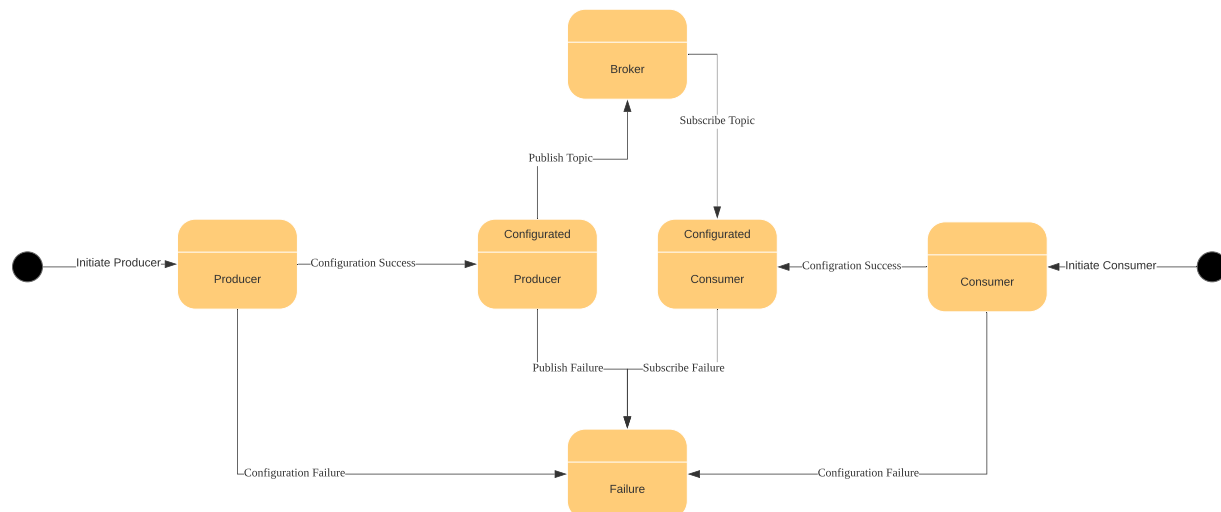 Broker
Subscribe Topic
Publish Topic
Configurated
Configurated
Initiate Producer
Configuration Success
Configration Success
Initiate Consumer
Producer
Producer
Consumer
Consumer
Publish Failure
Subscribe Failure
Configuration Failure
Configuration Failure
Failure